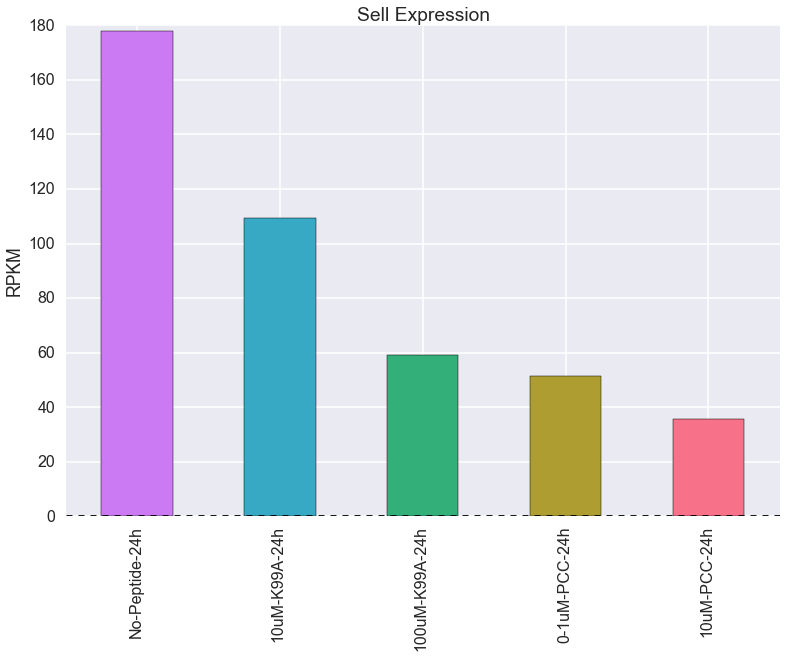 Sell Expression
RPKM
180
160
140
120
100
80
60
40
20
0
No-Peptide-24h
10uM-K99A-24h
100uM-K99A-24h
0-1uM-PCC-24h
10uM-PCC-24h